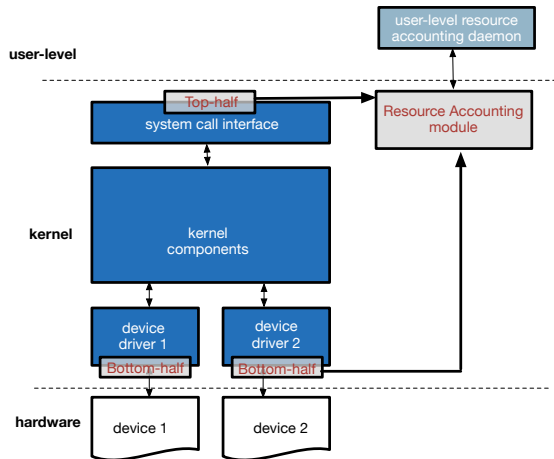 user-level resource
accounting daemon
user-level
Top-half
system call interface
Resource Accounting
module
kernel
components
kernel
device
driver 1
device
driver 2
Bottom-half
Bottom-half
hardware
device 1
device 2